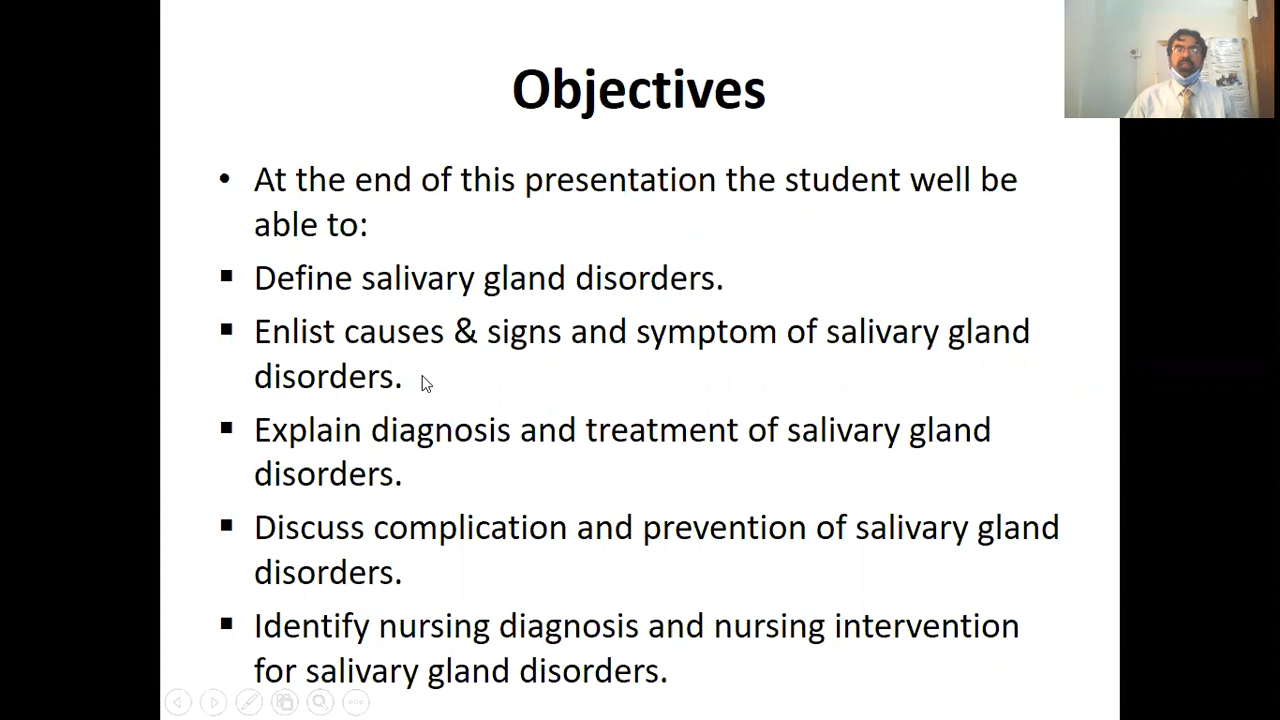 Objectives
• At the end of this presentation the student well be
able to:
▪ Define salivary gland disorders.
▪ Enlist causes & signs and symptom of salivary gland
disorders.
▪ Explain diagnosis and treatment of salivary gland
disorders.
▪ Discuss complication and prevention of salivary gland
disorders.
▪ Identify nursing diagnosis and nursing intervention
for salivary gland disorders.